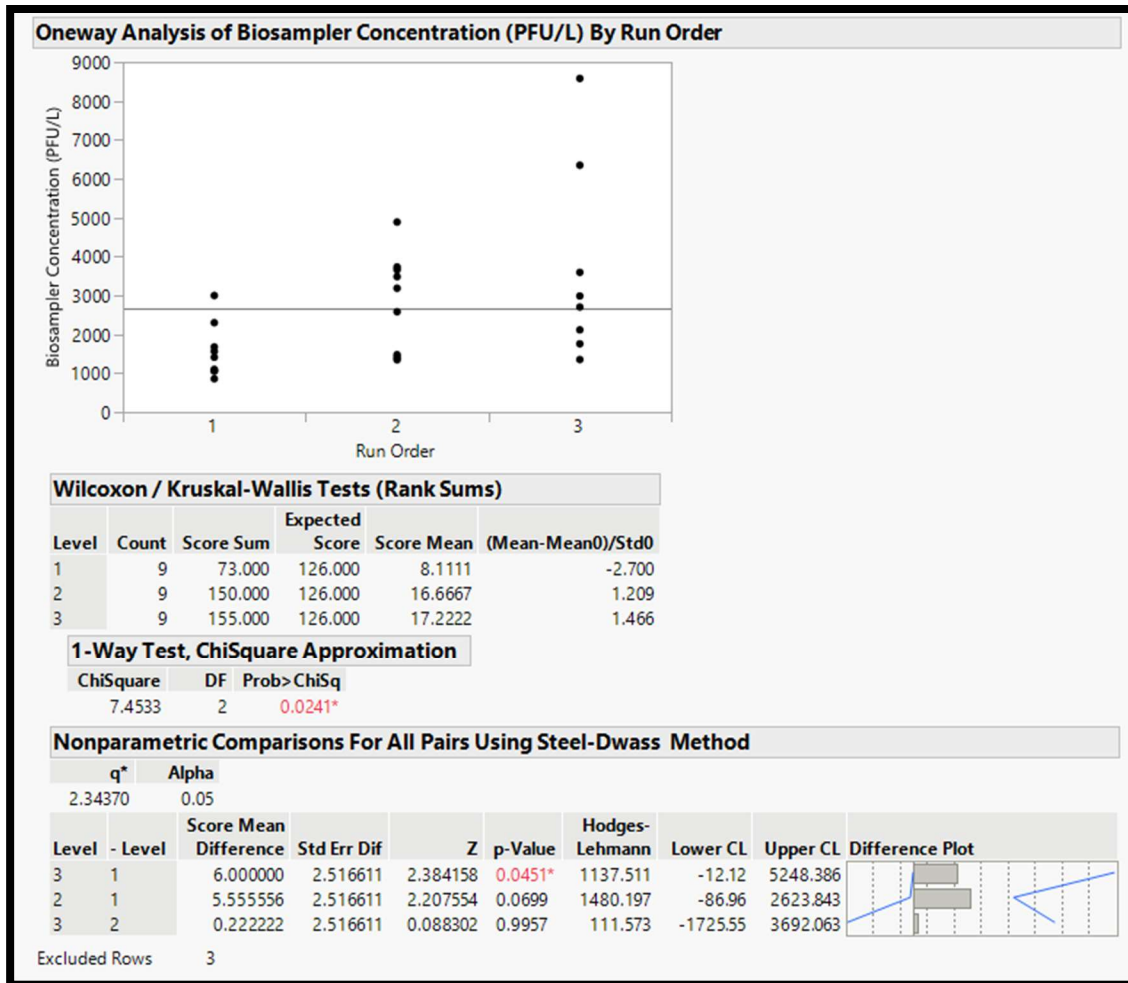 Oneway Analysis of Biosampler Concentration (PFU/L) By Run Order
Biosampler Concentration (PFU/L)
9000
8000
7000
6000
5000
4000
3000
2000
1000
0
1 2 3
Run Order
Wilcoxon / Kruskal-Wallis Tests (Rank Sums)
Expected
Level Count Score Sum Score Score Mean (Mean-Mean0)/Std0
1 9 73.000 126.000 8.1111 -2.700
2 9 150.000 126.000 16.6667 1.209
3 9 155.000 126.000 17.2222 1.466
1-Way Test, ChiSquare Approximation
ChiSquare DF Prob>ChiSq
7.4533 2 0.0241*
Nonparametric Comparisons For All Pairs Using Steel-Dwass Method
q* Alpha
2.34370 0.05
Score Mean Hodges-
Level - Level Difference Std Err Dif Z p-Value Lehmann Lower CL Upper CL Difference Plot
3 1 6.000000 2.516611 2.384158 0.0451* 1137.511 -12.12 5248.386
2 1 5.555556 2.516611 2.207554 0.0699 1480.197 -86.96 2623.843
3 2 0.222222 2.516611 0.088302 0.9957 111.573 -1725.55 3692.063
Excluded Rows 3